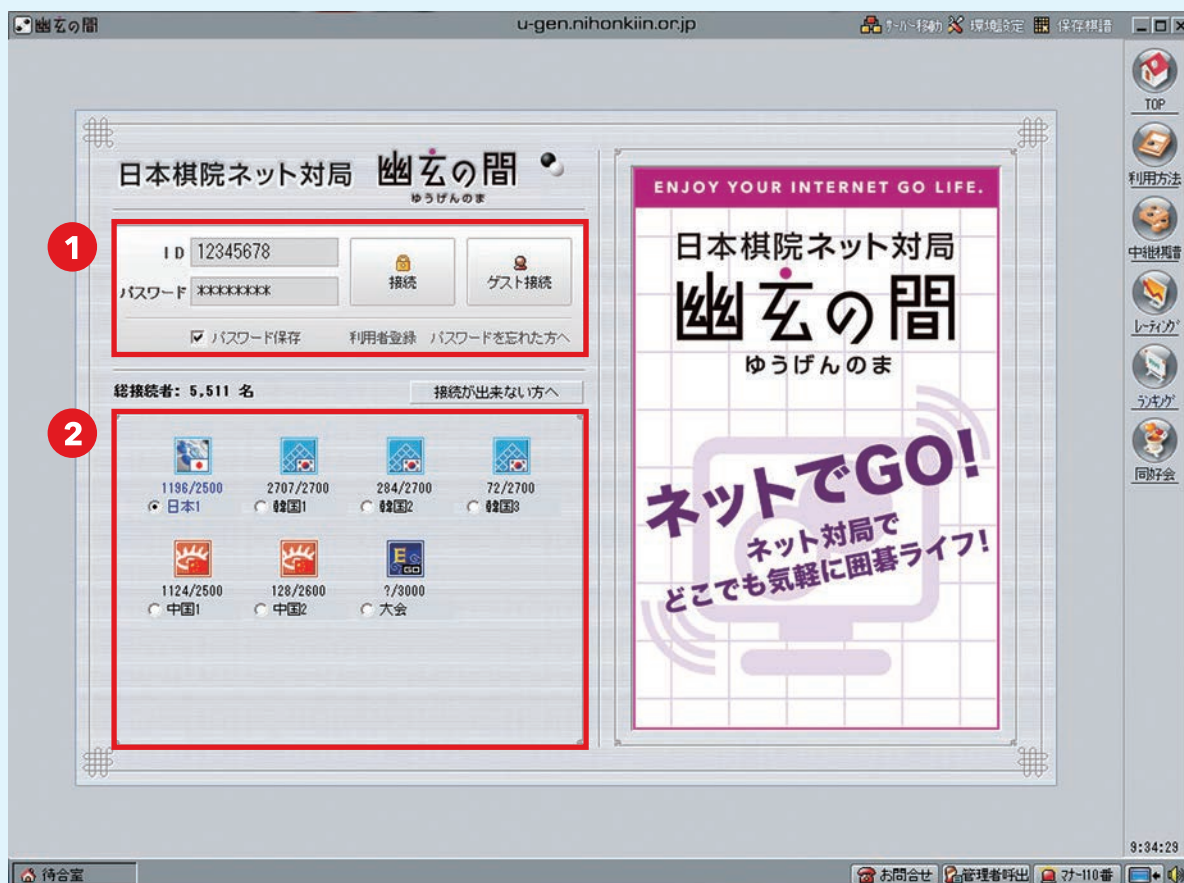 幽玄の間
u-gen.nihonkiin.or.jp
サーバー移動 環境設定 保存棋譜
TOP
利用方法
中継棋譜
レーティング
ランキング
同好会
日本棋院ネット対局 幽玄の間
ゆうげんのま
1
ID 12345678
パスワード ********
接続
ゲスト接続
パスワード保存 利用者登録 パスワードを忘れた方へ
総接続者: 5,511 名
接続が出来ない方へ
2
1196/2500 2707/2700 284/2700 72/2700
日本1 韓国1 韓国2 韓国3
E GO
1124/2500 128/2600 ?/3000
中国1 中国2 大会
ENJOY YOUR INTERNET GO LIFE.
日本棋院ネット対局
幽玄の間
ゆうげんのま
ネットでGO!
ネット対局で
どこでも気軽に囲碁ライフ!
9:34:29
待合室
お問合せ 管理者呼出 マナー110番